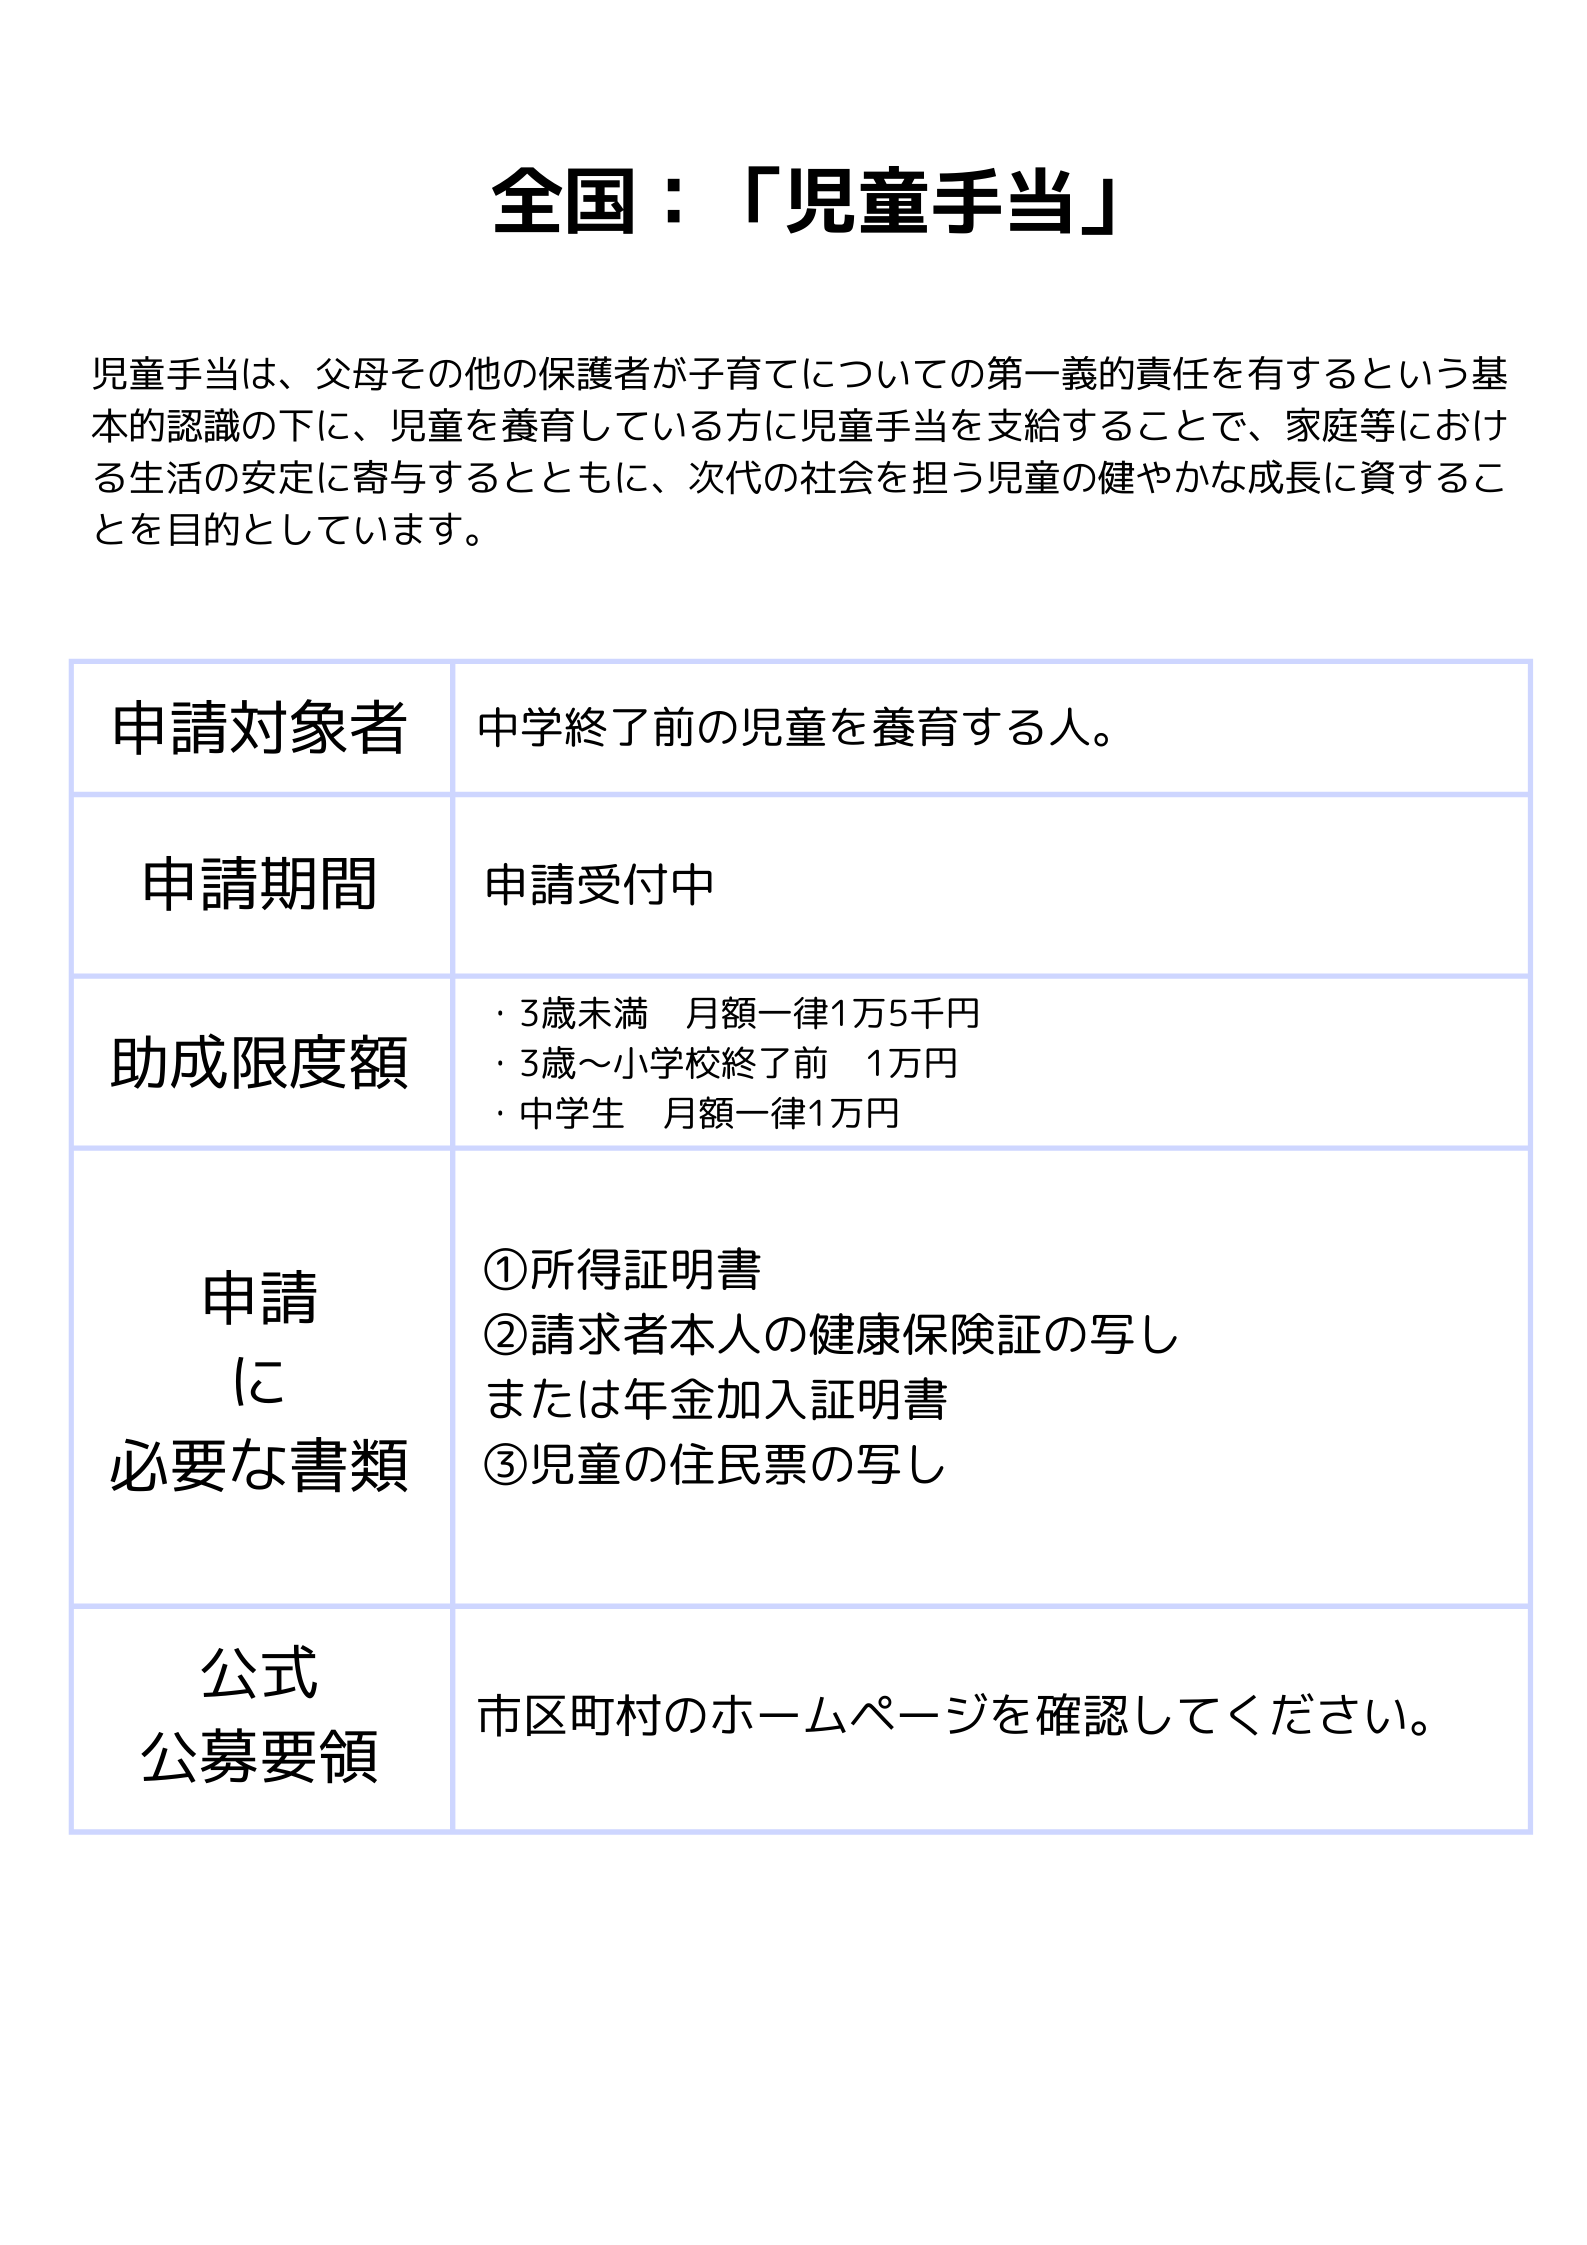 全国：「児童手当」
児童手当は、父母その他の保護者が子育てについての第一義的責任を有するという基
本的認識の下に、児童を養育している方に児童手当を支給することで、家庭等におけ
る生活の安定に寄与するとともに、次代の社会を担う児童の健やかな成長に資するこ
とを目的としています。
申請対象者
中学終了前の児童を養育する人。
申請期間
申請受付中
助成限度額
・3歳未満　月額一律1万5千円
・3歳〜小学校終了前　1万円
・中学生　月額一律1万円
申請
に
必要な書類
①所得証明書
②請求者本人の健康保険証の写し
または年金加入証明書
③児童の住民票の写し
公式
公募要領
市区町村のホームページを確認してください。